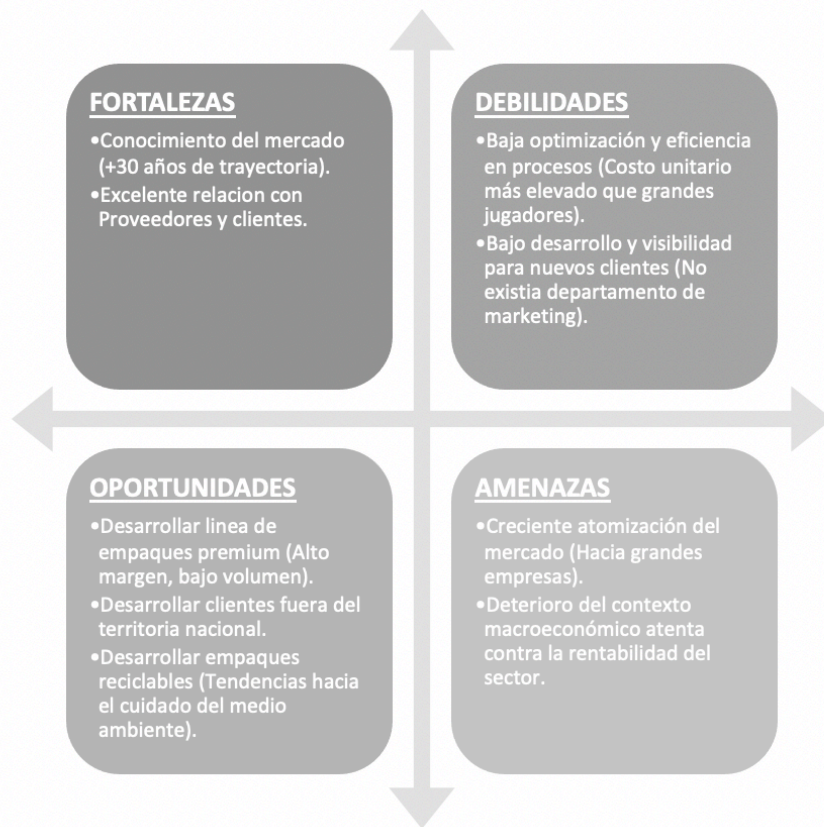 FORTALEZAS
•Conocimiento del mercado
(+30 años de trayectoria).
•Excelente relacion con
Proveedores y clientes.
DEBILIDADES
•Baja optimización y eficiencia
en procesos (Costo unitario
más elevado que grandes
jugadores).
•Bajo desarrollo y visibilidad
para nuevos clientes (No
existia departamento de
marketing).
OPORTUNIDADES
•Desarrollar linea de
empaques premium (Alto
margen, bajo volumen).
•Desarrollar clientes fuera del
territoria nacional.
•Desarrollar empaques
reciclables (Tendencias hacia
el cuidado del medio
ambiente).
AMENAZAS
•Creciente atomización del
mercado (Hacia grandes
empresas).
•Deterioro del contexto
macroeconómico atenta
contra la rentabilidad del
sector.